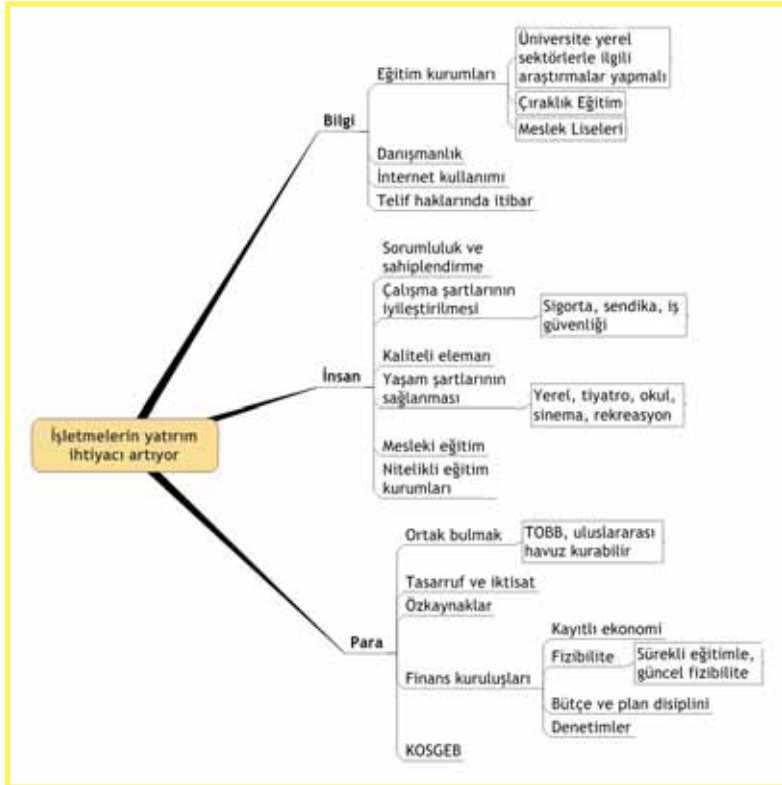 İşletmelerin yatırım
ihtiyacı artıyor
Bilgi
Eğitim kurumları
Üniversite yerel
sektörlerle ilgili
araştırmalar yapmalı
Çıraklık Eğitim
Meslek Liseleri
Danışmanlık
İnternet kullanımı
Telif haklarında itibar
İnsan
Sorumluluk ve
sahiplendirme
Çalışma şartlarının
iyileştirilmesi
Sigorta, sendika, iş
güvenliği
Kaliteli eleman
Yaşam şartlarının
sağlanması
Yerel, tiyatro, okul,
sinema, rekreasyon
Mesleki eğitim
Nitelikli eğitim
kurumları
Para
Ortak bulmak
TOBB, uluslararası
havuz kurabilir
Tasarruf ve iktisat
Özkaynaklar
Finans kuruluşları
Kayıtlı ekonomi
Fizibilite
Sürekli eğitimle,
güncel fizibilite
Bütçe ve plan disiplini
Denetimler
KOSGEB